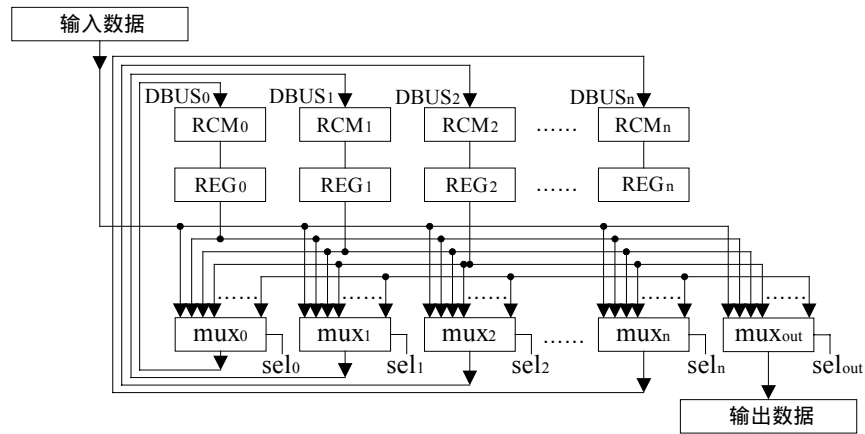 输入数据
DBUS0 DBUS1 DBUS2 DBUSn
RCM0 RCM1 RCM2 …… RCMn
REG0 REG1 REG2 …… REGn
…… …… …… …… ……
mux0 mux1 mux2 …… muxn muxout
sel0 sel1 sel2 seln selout
输出数据